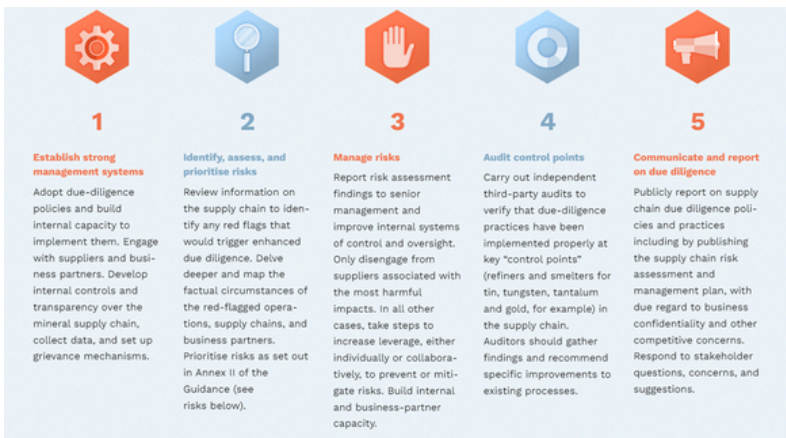 1
Establish strong
management systems
Adopt due-diligence
policies and build
internal capacity to
implement them. Engage
with suppliers and busi-
ness partners. Develop
internal controls and
transparency over the
mineral supply chain,
collect data, and set up
grievance mechanisms.
2
Identify, assess, and
prioritise risks
Review information on
the supply chain to iden-
tify any red flags that
would trigger enhanced
due diligence. Delve
deeper and map the
factual circumstances of
the red-flagged opera-
tions, supply chains, and
business partners.
Prioritise risks as set out
in Annex II of the
Guidance (see
risks below).
3
Manage risks
Report risk assessment
findings to senior
management and
improve internal systems
of control and oversight.
Only disengage from
suppliers associated with
the most harmful
impacts. In all other
cases, take steps to
increase leverage, either
individually or collabora-
tively, to prevent or miti-
gate risks. Build internal
and business-partner
capacity.
4
Audit control points
Carry out independent
third-party audits to
verify that due-diligence
practices have been
implemented properly at
key “control points”
(refiners and smelters for
tin, tungsten, tantalum
and gold, for example) in
the supply chain.
Auditors should gather
findings and recommend
specific improvements to
existing processes.
5
Communicate and report
on due diligence
Publicly report on supply
chain due diligence poli-
cies and practices
including by publishing
the supply chain risk
assessment and
management plan, with
due regard to business
confidentiality and other
competitive concerns.
Respond to stakeholder
questions, concerns, and
suggestions.